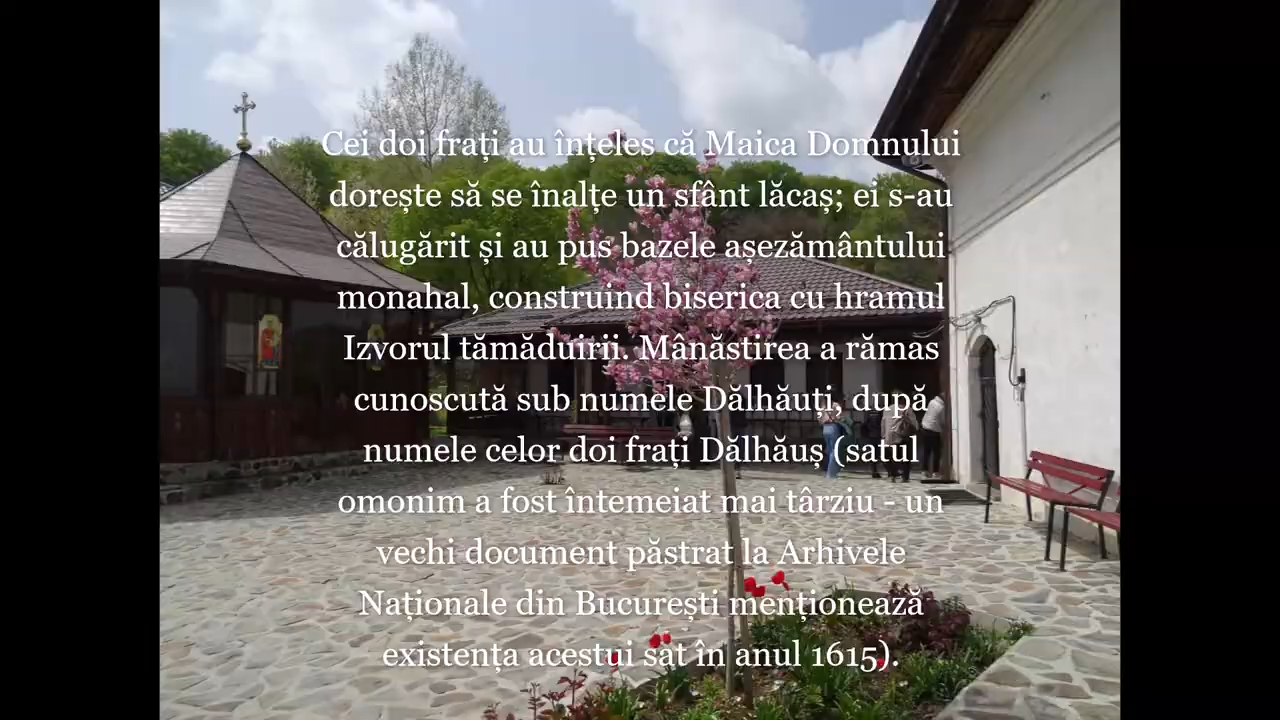 Cei doi frați au înțeles că Maica Domnului
dorește să se înalțe un sfânt lăcaș; ei s-au
călugărit și au pus bazele așezământului
monahal, construind biserica cu hramul
Izvorul tămăduirii. Mânăstirea a rămas
cunoscută sub numele Dălhăuți, după
numele celor doi frați Dălhăuș (satul
omonim a fost întemeiat mai târziu - un
vechi document păstrat la Arhivele
Naționale din București menționează
existența acestui sat în anul 1615).